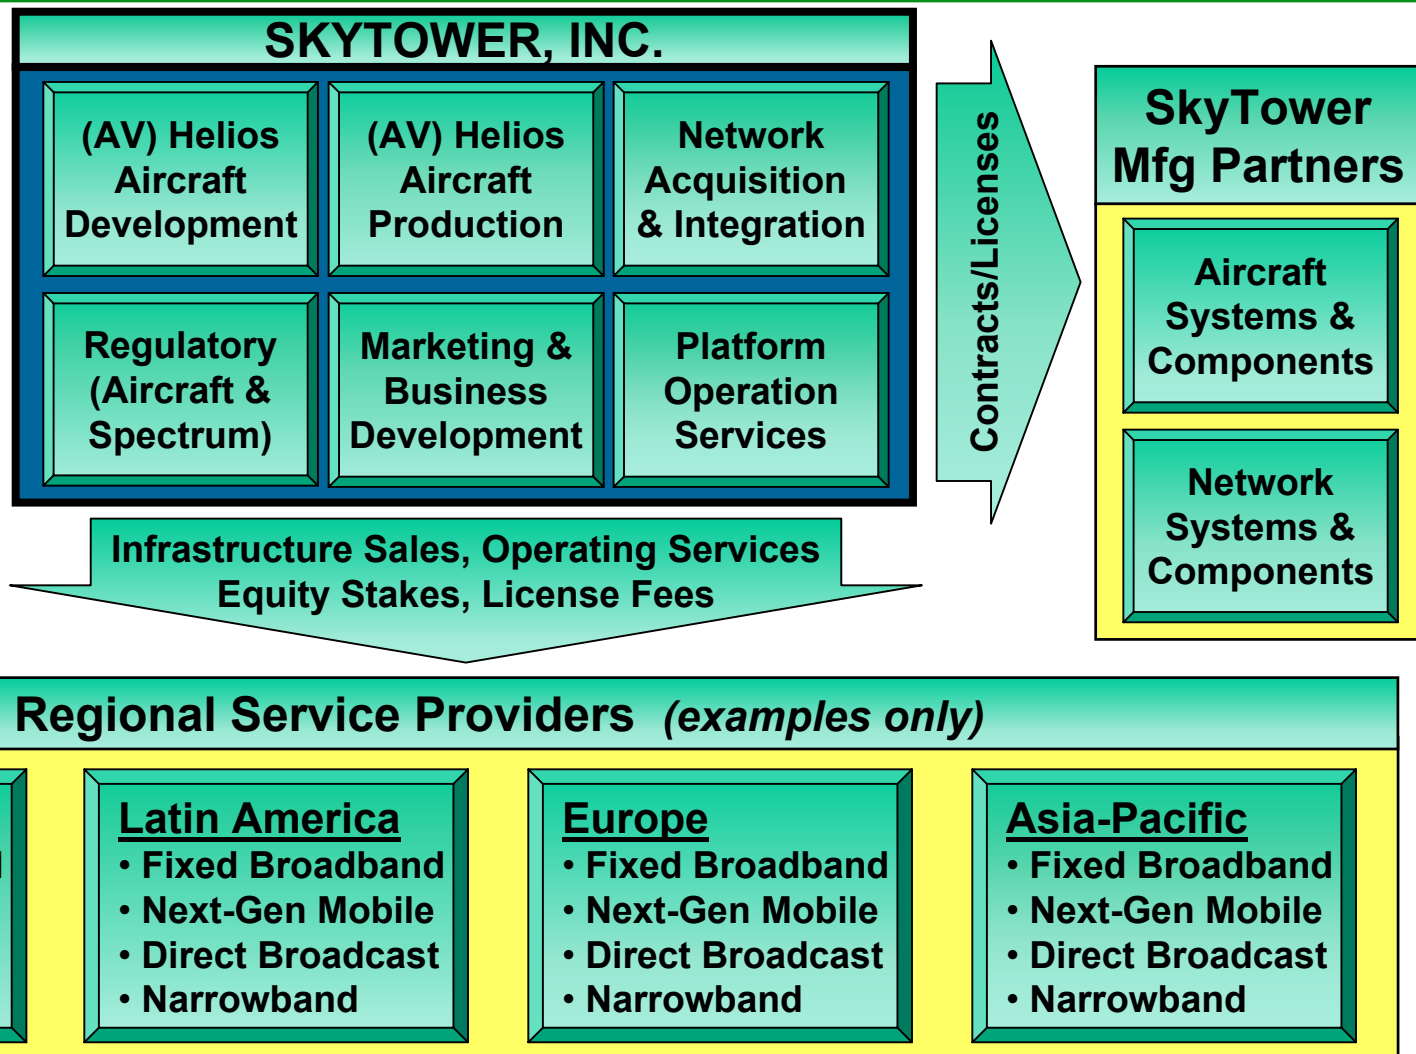 SKYTOWER, INC.
(AV) Helios
Aircraft
Development
(AV) Helios
Aircraft
Production
Network
Acquisition
& Integration
Regulatory
(Aircraft &
Spectrum)
Marketing &
Business
Development
Platform
Operation
Services
Contracts/Licenses
SkyTower
Mfg Partners
Aircraft
Systems &
Components
Network
Systems &
Components
Infrastructure Sales, Operating Services
Equity Stakes, License Fees
Regional Service Providers (examples only)
Latin America
• Fixed Broadband
• Next-Gen Mobile
• Direct Broadcast
• Narrowband
Europe
• Fixed Broadband
• Next-Gen Mobile
• Direct Broadcast
• Narrowband
Asia-Pacific
• Fixed Broadband
• Next-Gen Mobile
• Direct Broadcast
• Narrowband